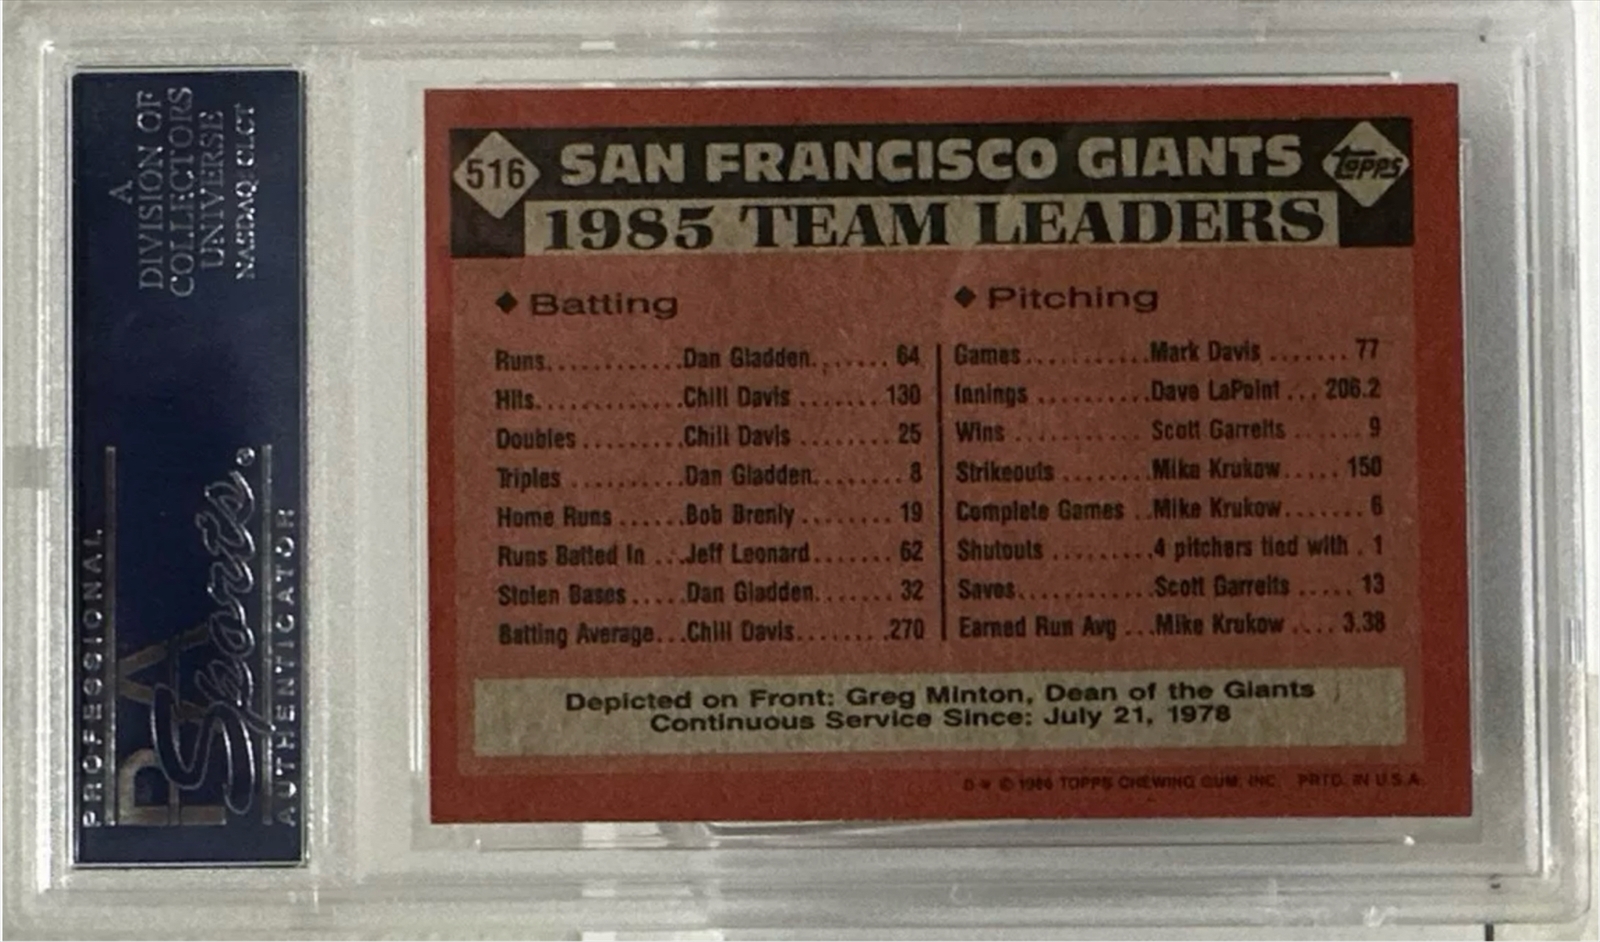 A
DIVISION OF
COLLECTORS
UNIVERSE
NASDAQ: CLCT
PROFESSIONAL
PSA
Sports®
AUTHENTICATOR
516 SAN FRANCISCO GIANTS topps
1985 TEAM LEADERS
◆ Batting
Runs............Dan Gladden........64
Hits.............Chili Davis........130
Doubles.........Chili Davis........25
Triples..........Dan Gladden........8
Home Runs......Bob Brenly........19
Runs Batted In...Jeff Leonard.......62
Stolen Bases.....Dan Gladden.......32
Batting Average...Chili Davis........270
◆ Pitching
Games...........Mark Davis.......77
Innings..........Dave LaPoint...206.2
Wins............Scott Garrelts......9
Strikeouts........Mike Krukow.....150
Complete Games..Mike Krukow.......6
Shutouts.........4 pitchers tied with.1
Saves............Scott Garrelts.....13
Earned Run Avg...Mike Krukow....3.38
Depicted on Front: Greg Minton, Dean of the Giants
Continuous Service Since: July 21, 1978
D* © 1986 TOPPS CHEWING GUM, INC. PRTD. IN U.S.A.